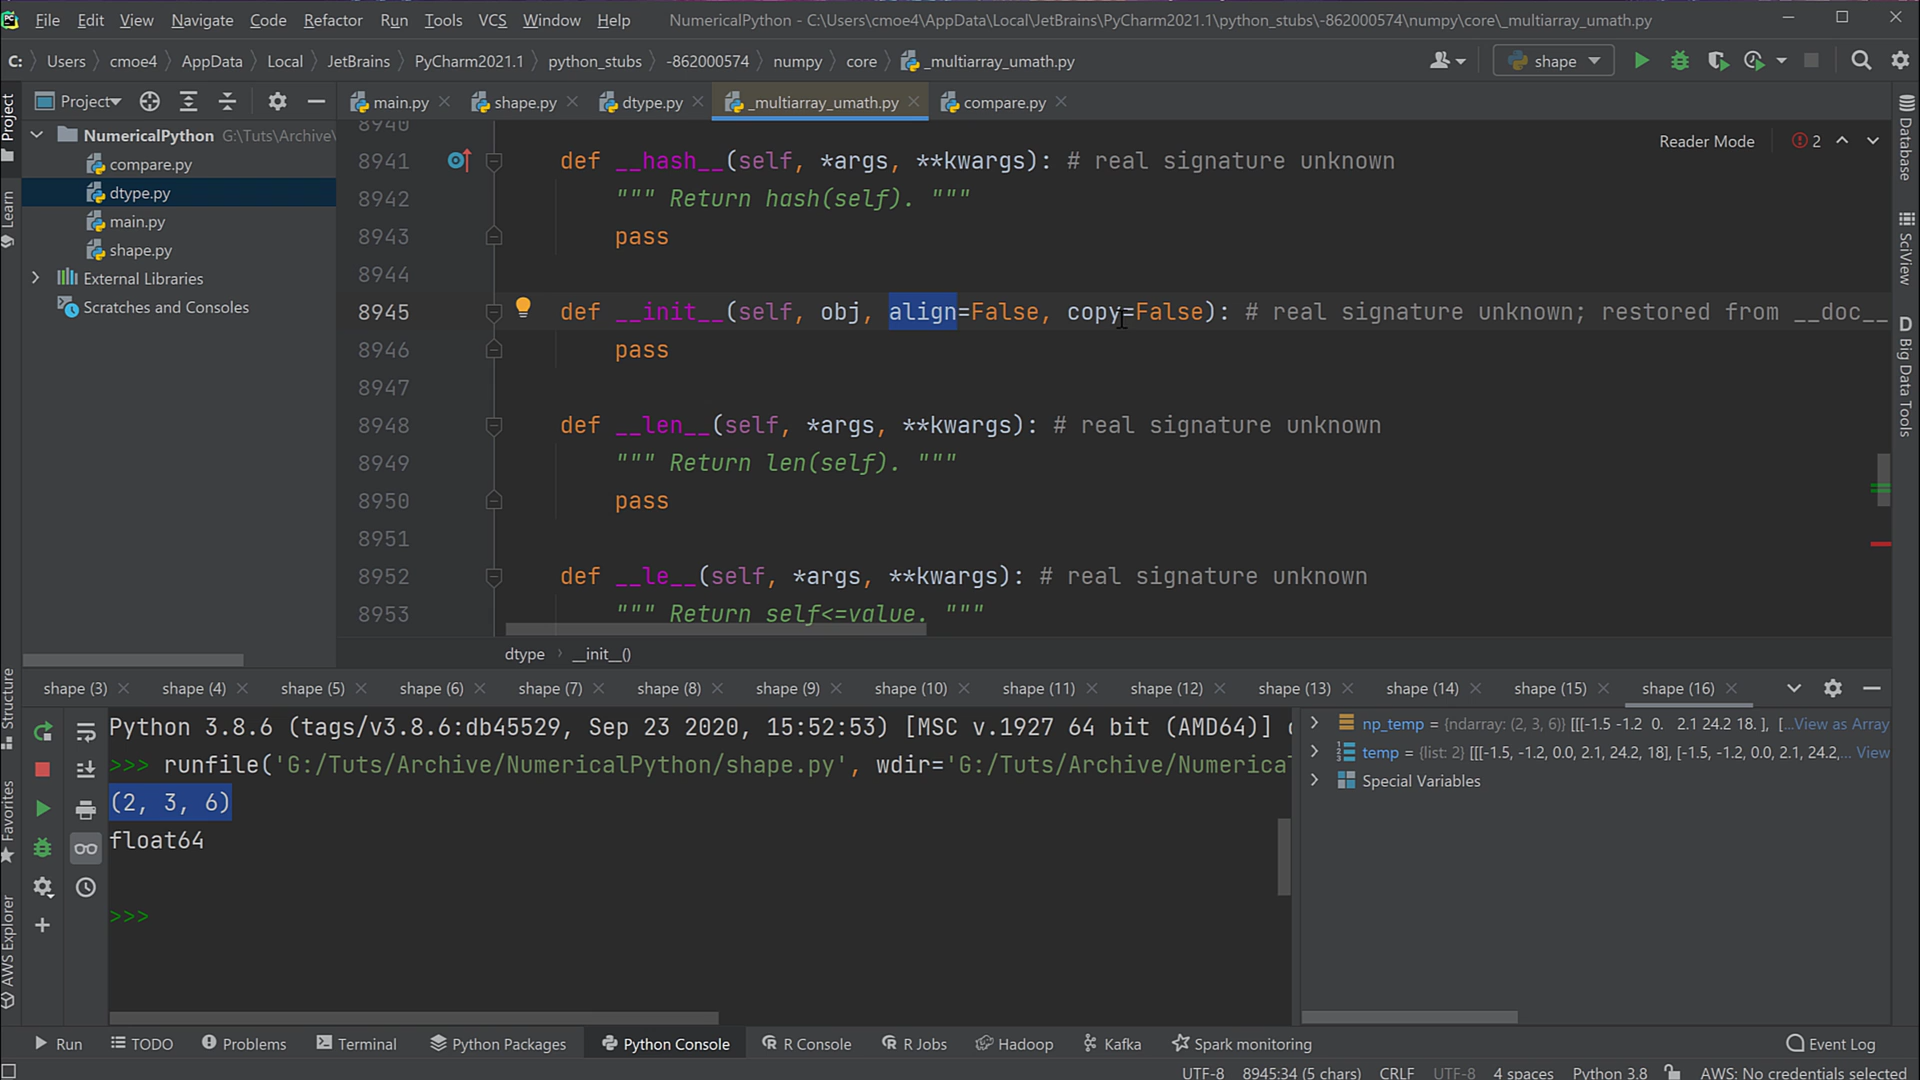 File Edit View Navigate Code Refactor Run Tools VCS Window Help NumericalPython - C:\Users\cmoe4\AppData\Local\JetBrains\PyCharm2021.1\python_stubs\-862000574\numpy\core\_multiarray_umath.py
C: Users cmoe4 AppData Local JetBrains PyCharm2021.1 python_stubs -862000574 numpy core _multiarray_umath.py shape
Project
Project main.py shape.py dtype.py _multiarray_umath.py compare.py
NumericalPython G:\Tuts\Archive\
compare.py
dtype.py
main.py
shape.py
External Libraries
Scratches and Consoles
Learn
Structure
Favorites
AWS Explorer
Reader Mode 2
8940
8941 def __hash__(self, *args, **kwargs): # real signature unknown
8942 """ Return hash(self). """
8943 pass
8944
8945 def __init__(self, obj, align=False, copy=False): # real signature unknown; restored from __doc__
8946 pass
8947
8948 def __len__(self, *args, **kwargs): # real signature unknown
8949 """ Return len(self). """
8950 pass
8951
8952 def __le__(self, *args, **kwargs): # real signature unknown
8953 """ Return self<=value. """
dtype __init__()
Database
SciView
D Big Data Tools
shape (3) shape (4) shape (5) shape (6) shape (7) shape (8) shape (9) shape (10) shape (11) shape (12) shape (13) shape (14) shape (15) shape (16)
Python 3.8.6 (tags/v3.8.6:db45529, Sep 23 2020, 15:52:53) [MSC v.1927 64 bit (AMD64)]
>>> runfile('G:/Tuts/Archive/NumericalPython/shape.py', wdir='G:/Tuts/Archive/Numerica
(2, 3, 6)
float64
>>>
np_temp = {ndarray: (2, 3, 6)} [[[-1.5 -1.2 0. 2.1 24.2 18. ], [...View as Array
temp = {list: 2} [[[-1.5, -1.2, 0.0, 2.1, 24.2, 18], [-1.5, -1.2, 0.0, 2.1, 24.2,... View
Special Variables
Run TODO Problems Terminal Python Packages Python Console R Console R Jobs Hadoop Kafka Spark monitoring Event Log
UTF-8 8945:34 (5 chars) CRLF UTF-8 4 spaces Python 3.8 AWS: No credentials selected